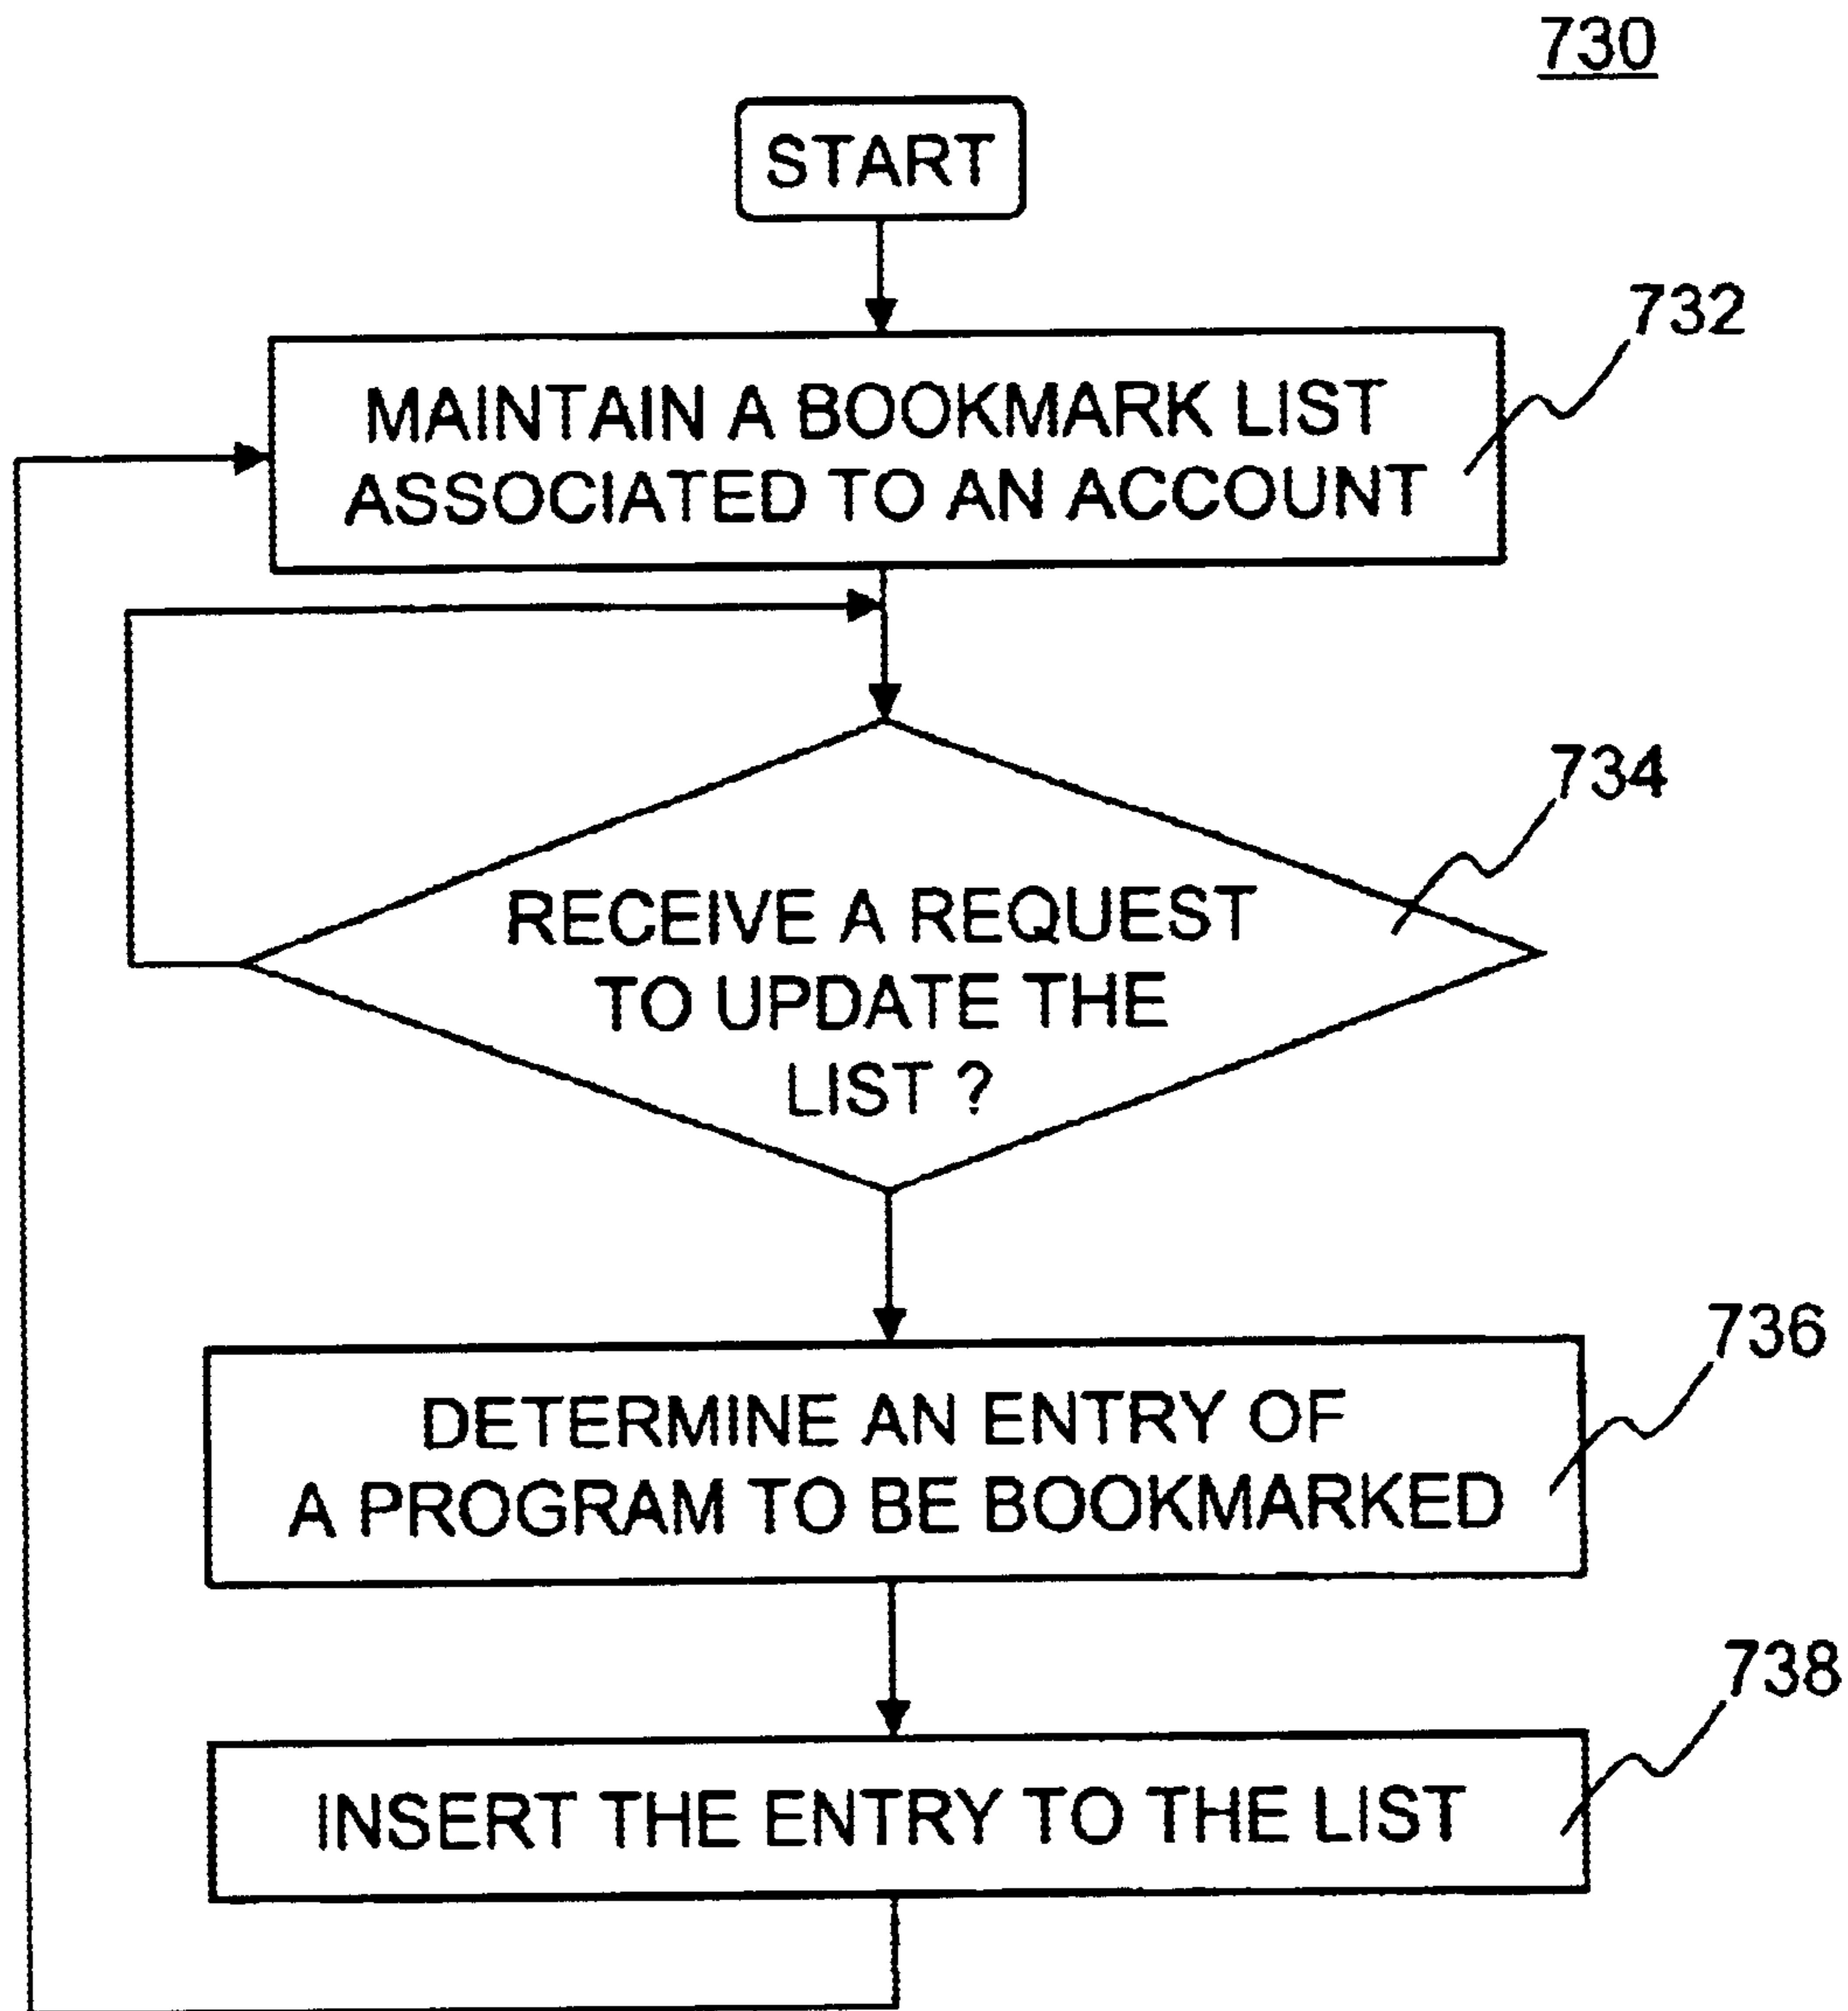 730
START
732
MAINTAIN A BOOKMARK LIST
ASSOCIATED TO AN ACCOUNT
734
RECEIVE A REQUEST
TO UPDATE THE
LIST ?
736
DETERMINE AN ENTRY OF
A PROGRAM TO BE BOOKMARKED
738
INSERT THE ENTRY TO THE LIST